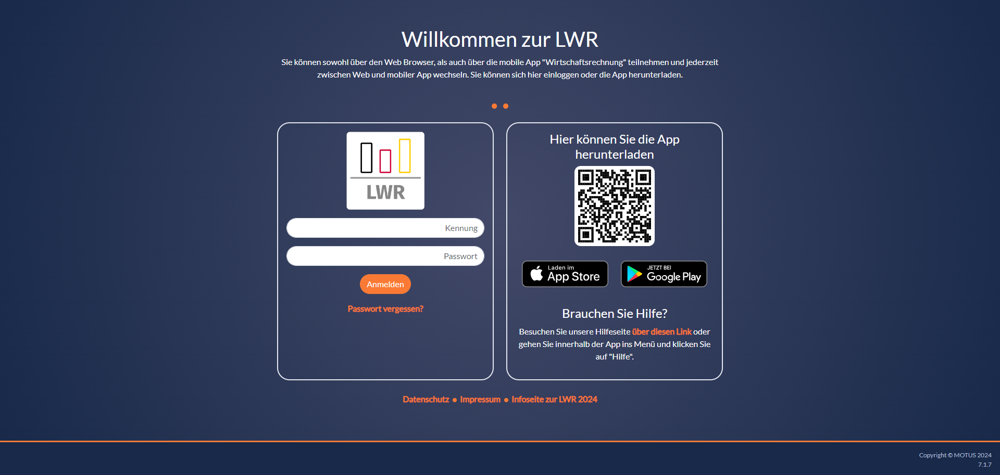 Willkommen zur LWR
Sie können sowohl über den Web Browser, als auch über die mobile App "Wirtschaftsrechnung" teilnehmen und jederzeit
zwischen Web und mobiler App wechseln. Sie können sich hier einloggen oder die App herunterladen.
LWR
Kennung
Passwort
Anmelden
Passwort vergessen?
Hier können Sie die App
herunterladen
Laden im
App Store
JETZT BEI
Google Play
Brauchen Sie Hilfe?
Besuchen Sie unsere Hilfeseite über diesen Link oder
gehen Sie innerhalb der App ins Menü und klicken Sie
auf "Hilfe".
Datenschutz ● Impressum ● Infoseite zur LWR 2024
Copyright © MOTUS 2024
7.1.7